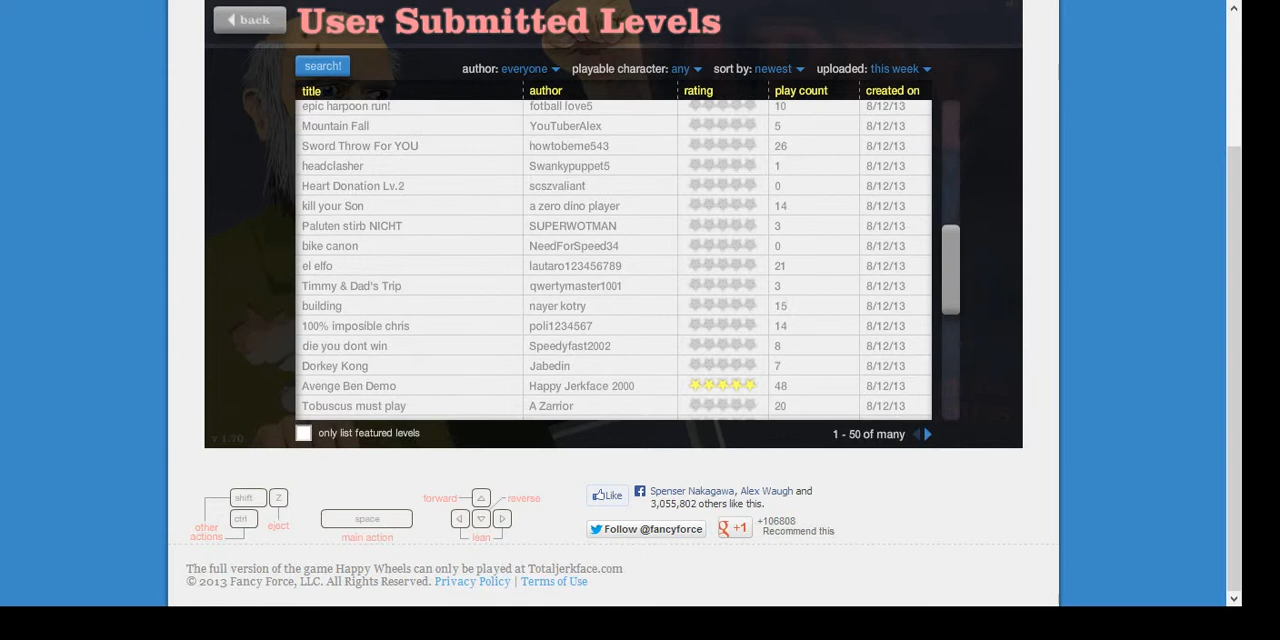 back
User Submitted Levels
search!
author: everyone playable character: any sort by: newest uploaded: this week
title author rating play count created on
epic harpoon run! fotball love5 10 8/12/13
Mountain Fall YouTuberAlex 5 8/12/13
Sword Throw For YOU howtobeme543 26 8/12/13
headclasher Swankypuppet5 1 8/12/13
Heart Donation Lv.2 scszvaliant 0 8/12/13
kill your Son a zero dino player 14 8/12/13
Paluten stirb NICHT SUPERWOTMAN 3 8/12/13
bike canon NeedForSpeed34 0 8/12/13
el elfo lautaro123456789 21 8/12/13
Timmy & Dad's Trip qwertymaster1001 3 8/12/13
building nayer kotry 15 8/12/13
100% imposible chris poli1234567 14 8/12/13
die you dont win Speedyfast2002 8 8/12/13
Dorkey Kong Jabedin 7 8/12/13
Avenge Ben Demo Happy Jerkface 2000 48 8/12/13
Tobuscus must play A Zarrior 20 8/12/13
only list featured levels 1 - 50 of many
v 1.70
shift Z
ctrl
other actions
eject
space
main action
forward reverse
lean
Like Spenser Nakagawa, Alex Waugh and
3,055,802 others like this.
Follow @fancyforce
g +1 +106808
Recommend this
The full version of the game Happy Wheels can only be played at Totaljerkface.com
© 2013 Fancy Force, LLC. All Rights Reserved. Privacy Policy | Terms of Use